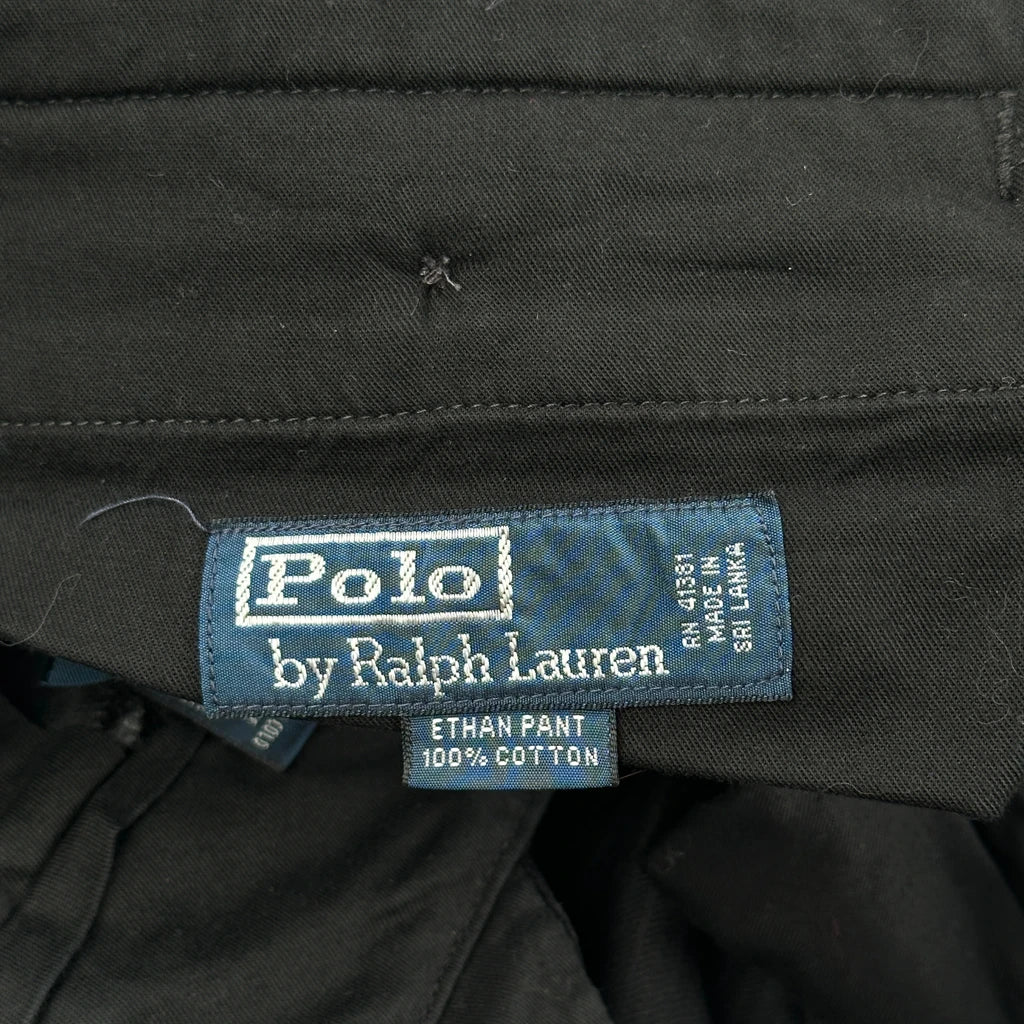 Polo
by Ralph Lauren
RN 41381
MADE IN
SRI LANKA
ETHAN PANT
100% COTTON